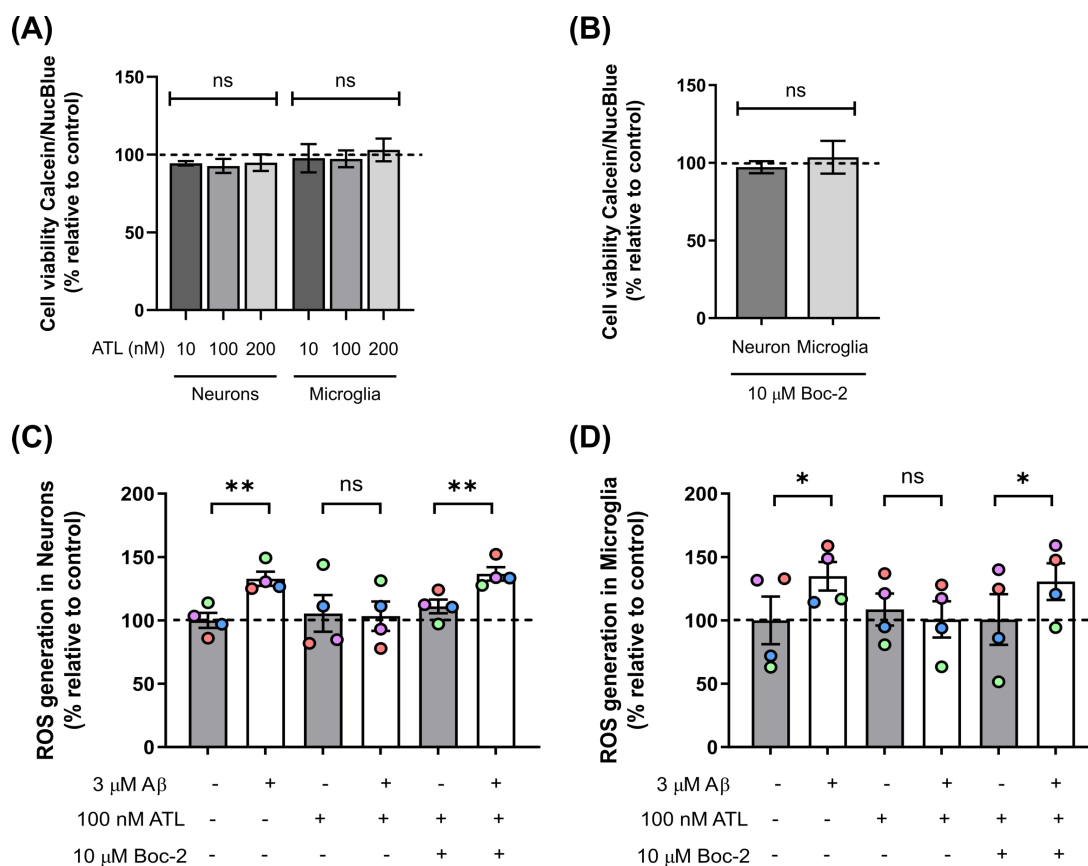 (A)
Cell viability Calcein/NucBlue
(% relative to control)
150
100
50
0
ns
ns
ATL (nM) 10 100 200 10 100 200
Neurons Microglia
(B)
Cell viability Calcein/NucBlue
(% relative to control)
150
100
50
0
ns
Neuron Microglia
10 μM Boc-2
(C)
ROS generation in Neurons
(% relative to control)
200
150
100
50
0
** ns **
3 μM Aβ - + - + - +
100 nM ATL - - + + + +
10 μM Boc-2 - - - - + +
(D)
ROS generation in Microglia
(% relative to control)
200
150
100
50
0
* ns *
3 μM Aβ - + - + - +
100 nM ATL - - + + + +
10 μM Boc-2 - - - - + +